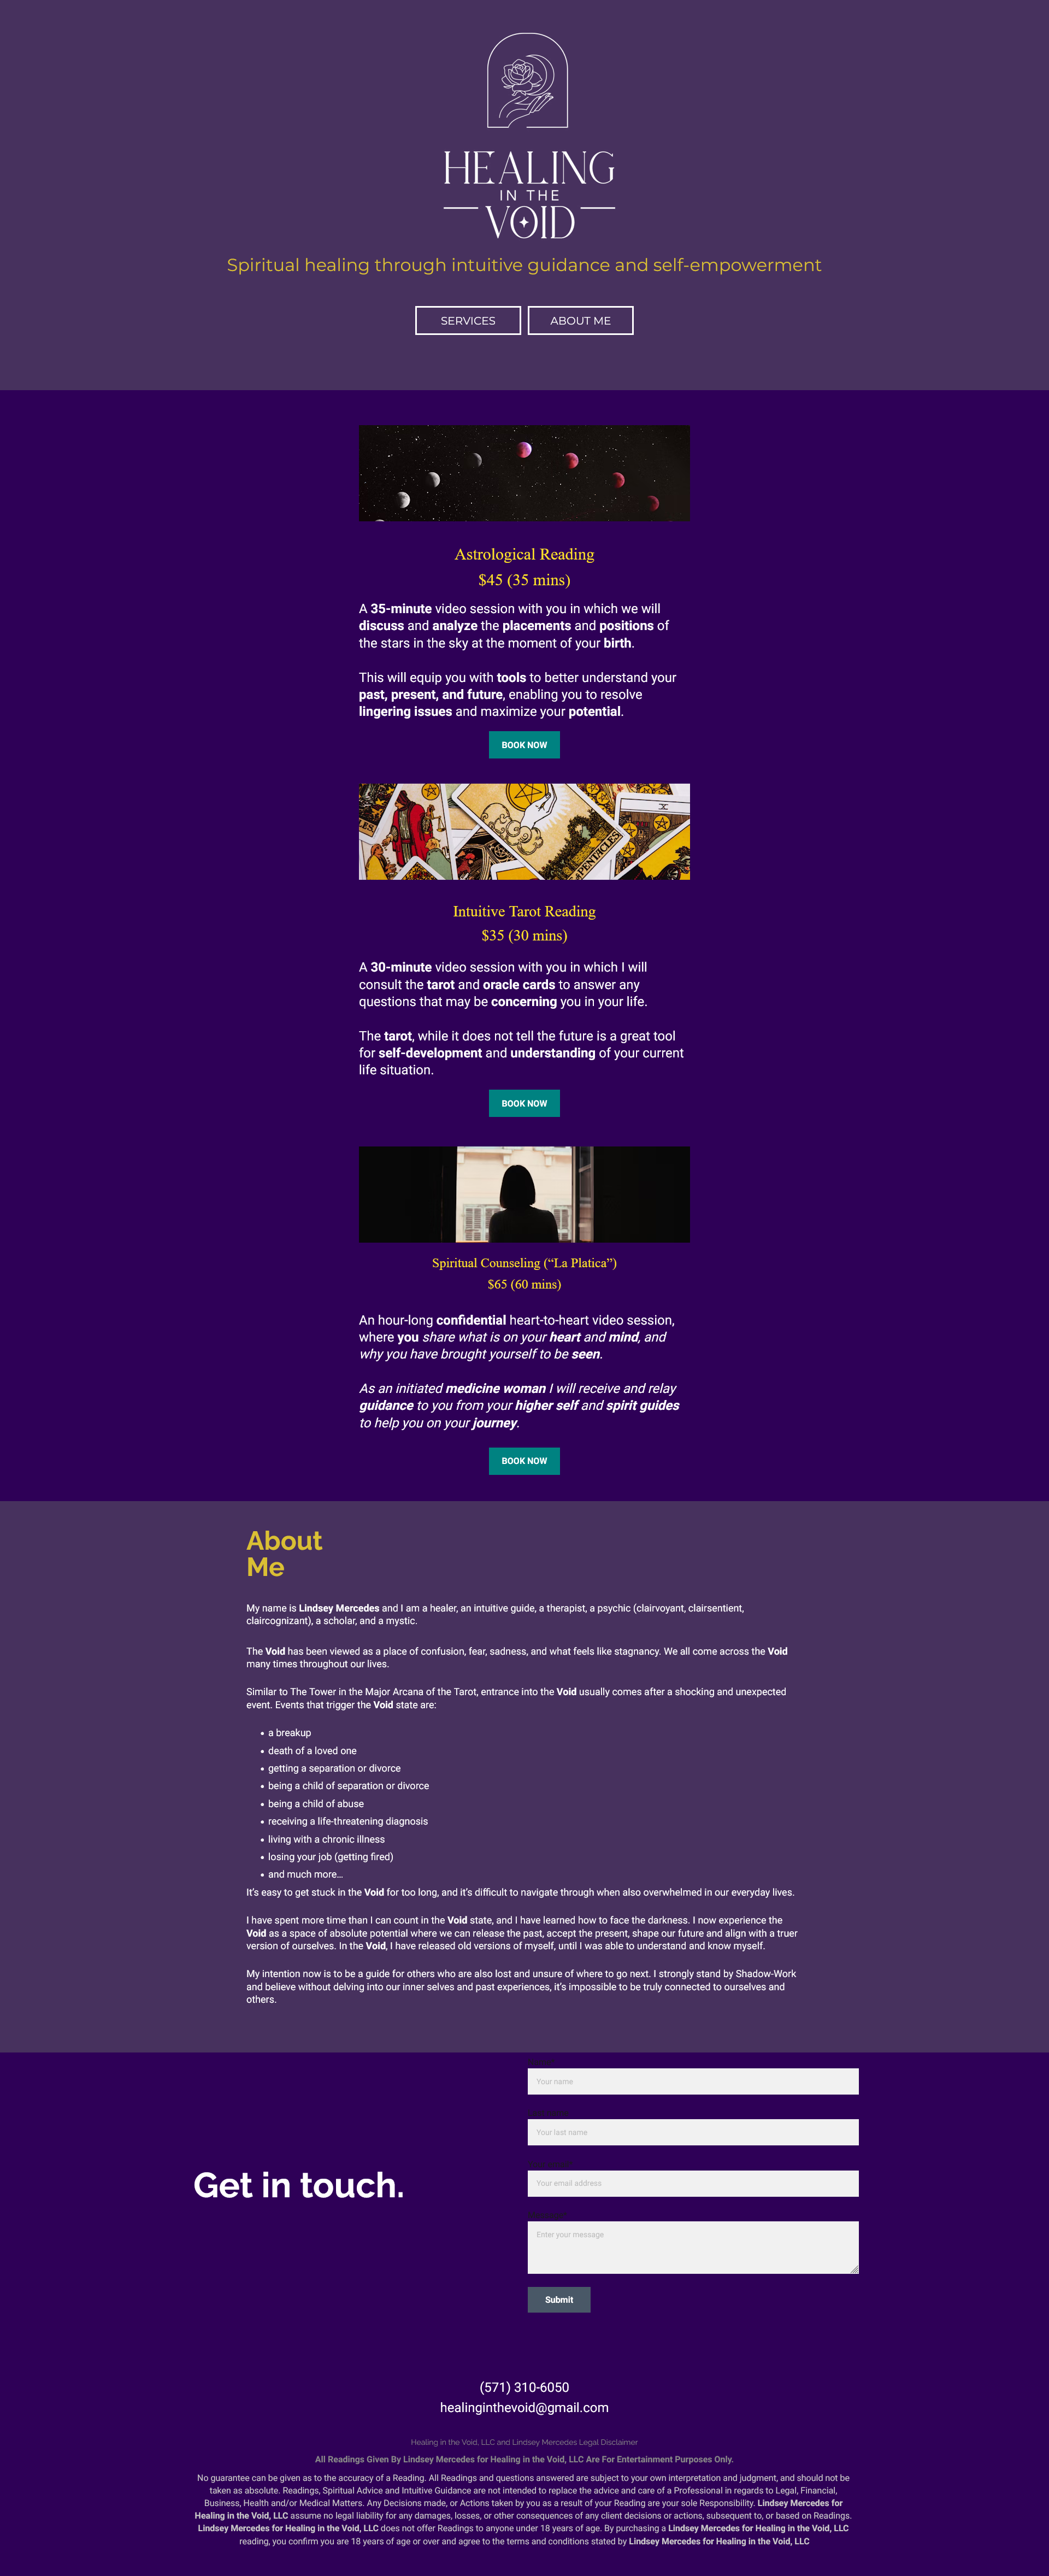 HEALING
IN THE
VOID
Spiritual healing through intuitive guidance and self-empowerment
SERVICES
ABOUT ME
Astrological Reading
$45 (35 mins)
A 35-minute video session with you in which we will
discuss and analyze the placements and positions of
the stars in the sky at the moment of your birth.
This will equip you with tools to better understand your
past, present, and future, enabling you to resolve
lingering issues and maximize your potential.
BOOK NOW
PENTACLES
Intuitive Tarot Reading
$35 (30 mins)
A 30-minute video session with you in which I will
consult the tarot and oracle cards to answer any
questions that may be concerning you in your life.
The tarot, while it does not tell the future is a great tool
for self-development and understanding of your current
life situation.
BOOK NOW
Spiritual Counseling (“La Platica”)
$65 (60 mins)
An hour-long confidential heart-to-heart video session,
where you share what is on your heart and mind, and
why you have brought yourself to be seen.
As an initiated medicine woman I will receive and relay
guidance to you from your higher self and spirit guides
to help you on your journey.
BOOK NOW
About
Me
My name is Lindsey Mercedes and I am a healer, an intuitive guide, a therapist, a psychic (clairvoyant, clairsentient,
claircognizant), a scholar, and a mystic.
The Void has been viewed as a place of confusion, fear, sadness, and what feels like stagnancy. We all come across the Void
many times throughout our lives.
Similar to The Tower in the Major Arcana of the Tarot, entrance into the Void usually comes after a shocking and unexpected
event. Events that trigger the Void state are:
• a breakup
• death of a loved one
• getting a separation or divorce
• being a child of separation or divorce
• being a child of abuse
• receiving a life-threatening diagnosis
• living with a chronic illness
• losing your job (getting fired)
• and much more…
It’s easy to get stuck in the Void for too long, and it’s difficult to navigate through when also overwhelmed in our everyday lives.
I have spent more time than I can count in the Void state, and I have learned how to face the darkness. I now experience the
Void as a space of absolute potential where we can release the past, accept the present, shape our future and align with a truer
version of ourselves. In the Void, I have released old versions of myself, until I was able to understand and know myself.
My intention now is to be a guide for others who are also lost and unsure of where to go next. I strongly stand by Shadow-Work
and believe without delving into our inner selves and past experiences, it’s impossible to be truly connected to ourselves and
others.
Get in touch.
Your name
Your last name
Your email address
Enter your message
Submit
(571) 310-6050
healinginthevoid@gmail.com
Healing in the Void, LLC and Lindsey Mercedes Legal Disclaimer
All Readings Given By Lindsey Mercedes for Healing in the Void, LLC Are For Entertainment Purposes Only.
No guarantee can be given as to the accuracy of a Reading. All Readings and questions answered are subject to your own interpretation and judgment, and should not be
taken as absolute. Readings, Spiritual Advice and Intuitive Guidance are not intended to replace the advice and care of a Professional in regards to Legal, Financial,
Business, Health and/or Medical Matters. Any Decisions made, or Actions taken by you as a result of your Reading are your sole Responsibility. Lindsey Mercedes for
Healing in the Void, LLC assume no legal liability for any damages, losses, or other consequences of any client decisions or actions, subsequent to, or based on Readings.
Lindsey Mercedes for Healing in the Void, LLC does not offer Readings to anyone under 18 years of age. By purchasing a Lindsey Mercedes for Healing in the Void, LLC
reading, you confirm you are 18 years of age or over and agree to the terms and conditions stated by Lindsey Mercedes for Healing in the Void, LLC